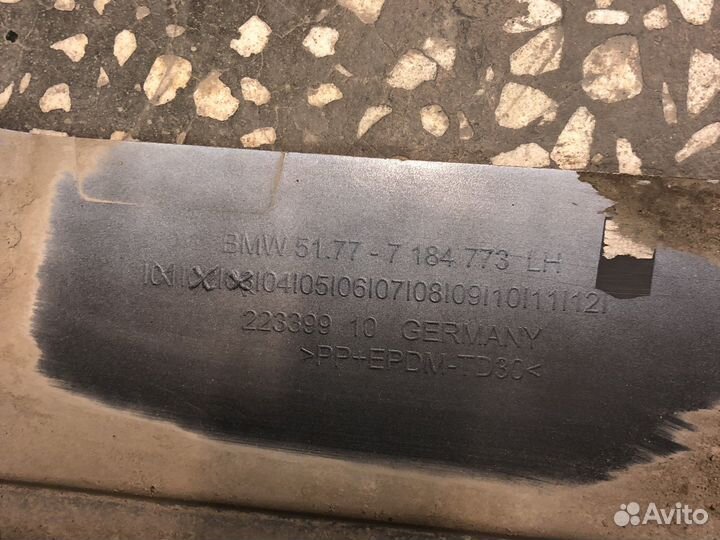 BMW 51.77 - 7 184 773 LH
|01|02|03|04|05|06|07|08|09|10|11|12|
223399 10 GERMANY
>PP+EPDM-TD30<
Avito